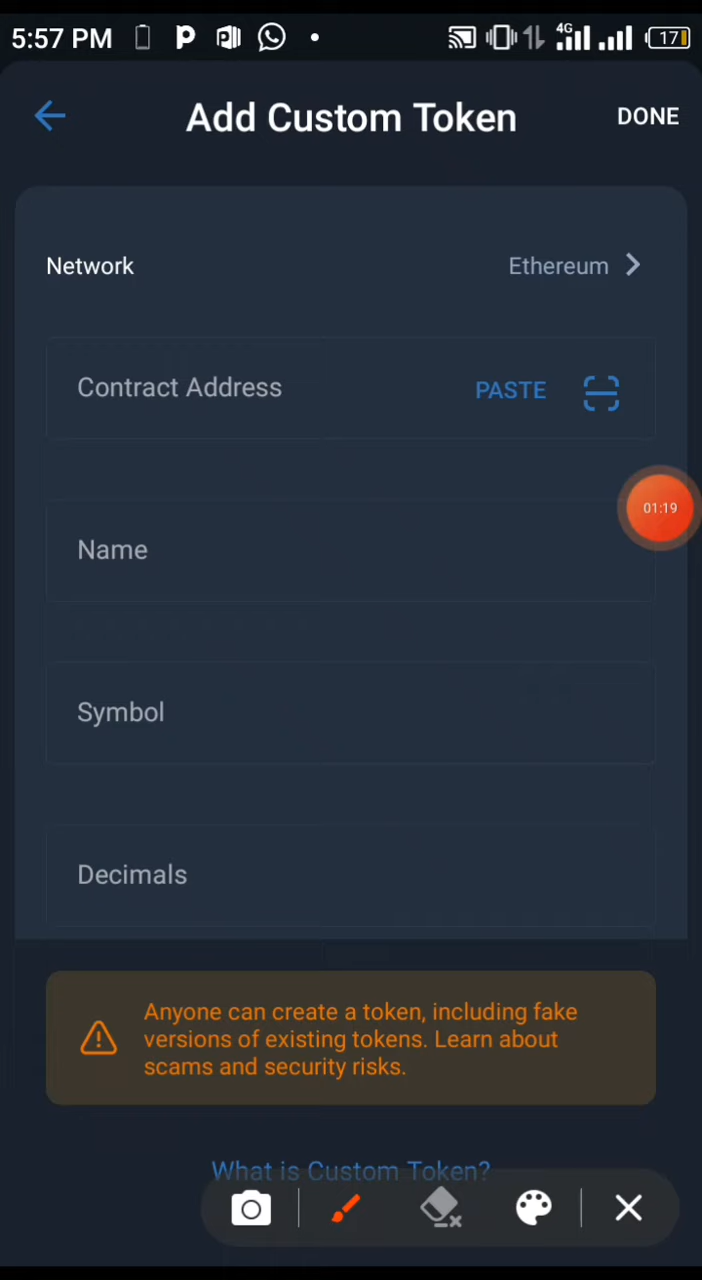 5:57 PM 4G 17
Add Custom Token DONE
Network Ethereum
Contract Address PASTE
01:19
Name
Symbol
Decimals
Anyone can create a token, including fake
versions of existing tokens. Learn about
scams and security risks.
What is Custom Token?